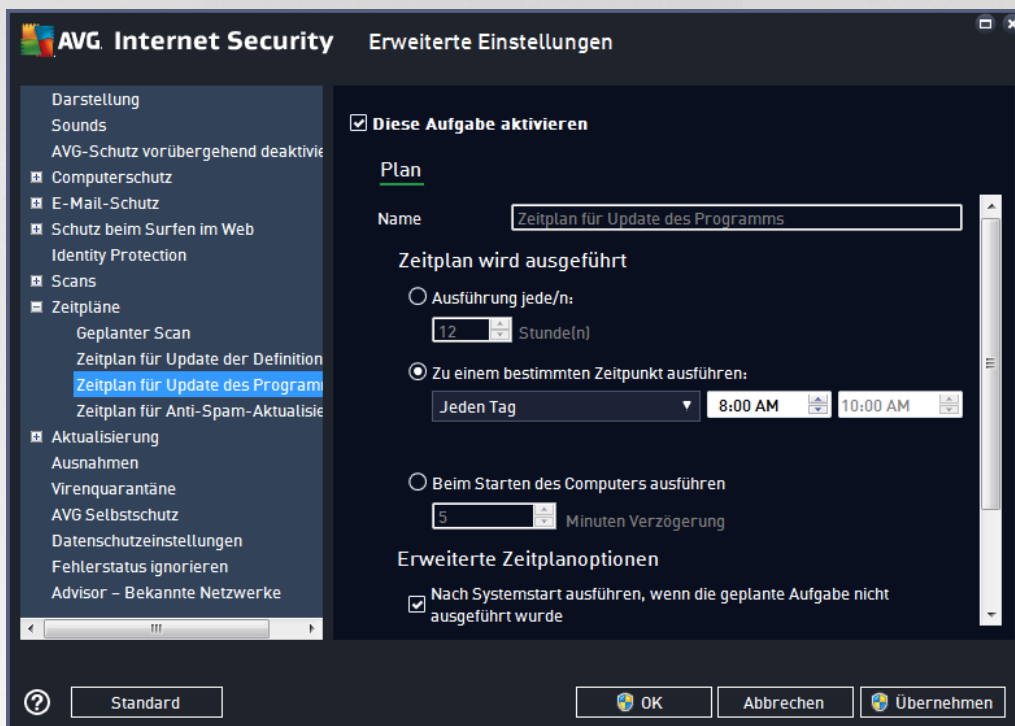 AVG Internet Security Erweiterte Einstellungen
Darstellung
Sounds
AVG-Schutz vorübergehend deaktivie
Computerschutz
E-Mail-Schutz
Schutz beim Surfen im Web
Identity Protection
Scans
Zeitpläne
Geplanter Scan
Zeitplan für Update der Definition
Zeitplan für Update des Program
Zeitplan für Anti-Spam-Aktualisie
Aktualisierung
Ausnahmen
Virenquarantäne
AVG Selbstschutz
Datenschutzeinstellungen
Fehlerstatus ignorieren
Advisor – Bekannte Netzwerke
Diese Aufgabe aktivieren
Plan
Name Zeitplan für Update des Programms
Zeitplan wird ausgeführt
Ausführung jede/n:
12 Stunde(n)
Zu einem bestimmten Zeitpunkt ausführen:
Jeden Tag 8:00 AM 10:00 AM
Beim Starten des Computers ausführen
5 Minuten Verzögerung
Erweiterte Zeitplanoptionen
Nach Systemstart ausführen, wenn die geplante Aufgabe nicht
ausgeführt wurde
? Standard OK Abbrechen Übernehmen